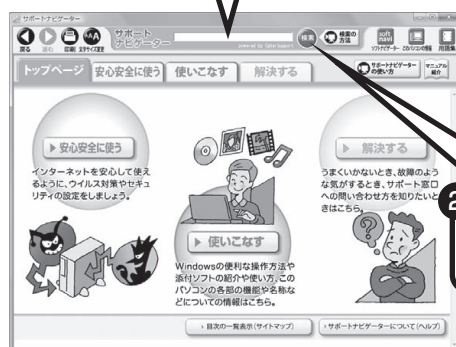 サポートナビゲーター
戻る 進む 印刷 文字サイズ変更
サポート
ナビゲーター
powered by CyberSupport
検索
検索の
方法
soft
navi
ソフトナビゲーター このパソコンの情報 用語集
トップページ 安心安全に使う 使いこなす 解決する
サポートナビゲーター
の使い方
マニュアル
紹介
安心安全に使う
インターネットを安心して使え
るように、ウイルス対策やセキュ
リティの設定をしましょう。
使いこなす
Windowsの便利な操作方法や
添付ソフトの紹介や使い方、この
パソコンの各部の機能や名称な
どについての情報はこちら。
解決する
うまくいかないとき、故障のよう
な気がするとき、サポート窓口
への問い合わせ方を知りたいと
きはこちら。
2
目次の一覧表示(サイトマップ)
サポートナビゲーターについて(ヘルプ)